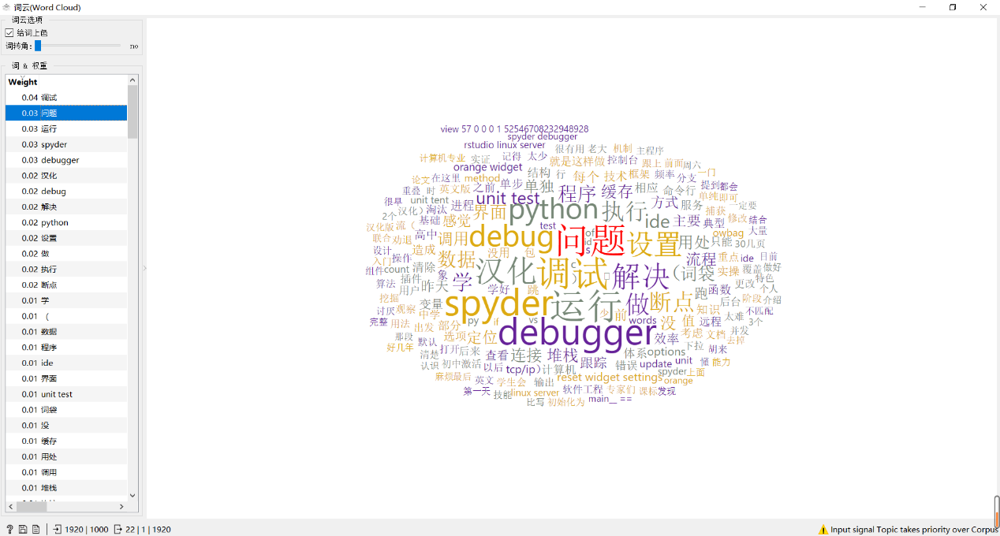 词云(Word Cloud)
词云选项
给词上色
词转角: no
词 & 权重
Weight
0.04 调试
0.03 问题
0.03 运行
0.03 spyder
0.03 debugger
0.02 汉化
0.02 debug
0.02 解决
0.02 python
0.02 设置
0.02 做
0.02 执行
0.02 断点
0.01 学
0.01 （
0.01 数据
0.01 程序
0.01 ide
0.01 界面
0.01 unit test
0.01 词袋
0.01 没
0.01 缓存
0.01 用处
0.01 调用
0.01 堆栈
view 57 0 0 0 1 52546708232948928
spyder debugger
rstudio linux server 很有用 老大 机制 主程序
计算机专业 实证 记得 太少 就是这样做 控制台 跟上 前面 周六
orange widget 结构 行 每个 技术 框架 频率 分支 一门
论文 在这里 method 单步 单独 程序 缓存 相应 命令行 提到 都会
重叠 时 英文版 之前 unit test 方式 服务 单纯 即可
很早 unit tent 进程 界面 python 执行 ide 主要 典型 捕获 一定要
2个 汉化) 淘汰 基础 感觉 test 修改 结合
汉化版 流 ( 高中 调用 debug 问题 设置 用处 只能 owbag 大量
联合 劝退 造成 没用 包 of id is 30几页
设计 入门 操作 数据 汉化 调试 c 解决 流程 重点 ide 目前
组件 count 清除 象 学 (词袋 实操 覆盖 做好
算法 插件 昨天 学好 跳 跑 函数 更改 特色
用户 spyder 运行 做 断点 后台 阶段 个人 介绍
挖掘 变量 少 前 知识 太难 不匹配
讨厌 观察 中学 py if vs words 没 值 远程 3个
完整 用法 出发 部分 debugger 考虑 文档 并发
那段 选项 定位 效率 去掉
好几年 默认 打开 后来 查看 连接 堆栈 跟踪 体系 options 下拉 胡来
清楚 认识 初中 激活 以后 tcp/ip) 计算机 错误 update unit 懂 能力
麻烦 最后 英文 学生会 输出 reset widget settings spyder 上面 orange
第一天 技能 linux server 软件工程 专家们 课标 发现
比写 初始化为 main__ ==
1920 | 1000 22 | 1 | 1920
Input signal Topic takes priority over Corpus